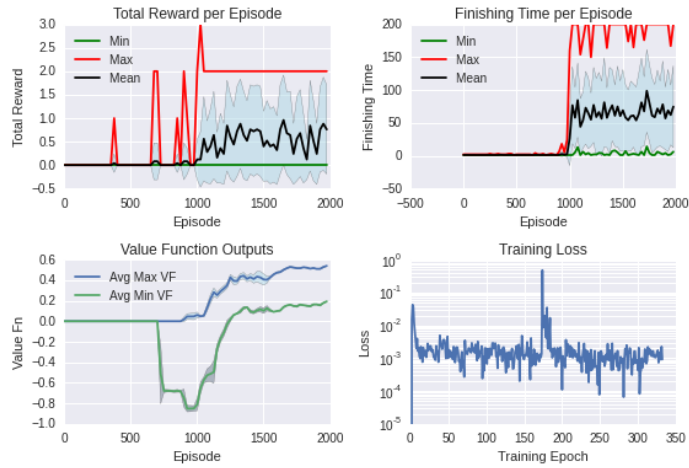 Total Reward per Episode
3.0
2.5
2.0
1.5
1.0
0.5
0.0
−0.5
Min
Max
Mean
Total Reward
0 500 1000 1500 2000
Episode
Finishing Time per Episode
200
150
100
50
0
−50
Min
Max
Mean
Finishing Time
−500 0 500 1000 1500 2000
Episode
Value Function Outputs
0.6
0.4
0.2
0.0
−0.2
−0.4
−0.6
−0.8
−1.0
Avg Max VF
Avg Min VF
Value Fn
0 500 1000 1500 2000
Episode
Training Loss
10⁰
10⁻¹
10⁻²
10⁻³
10⁻⁴
10⁻⁵
Loss
0 50 100 150 200 250 300 350
Training Epoch